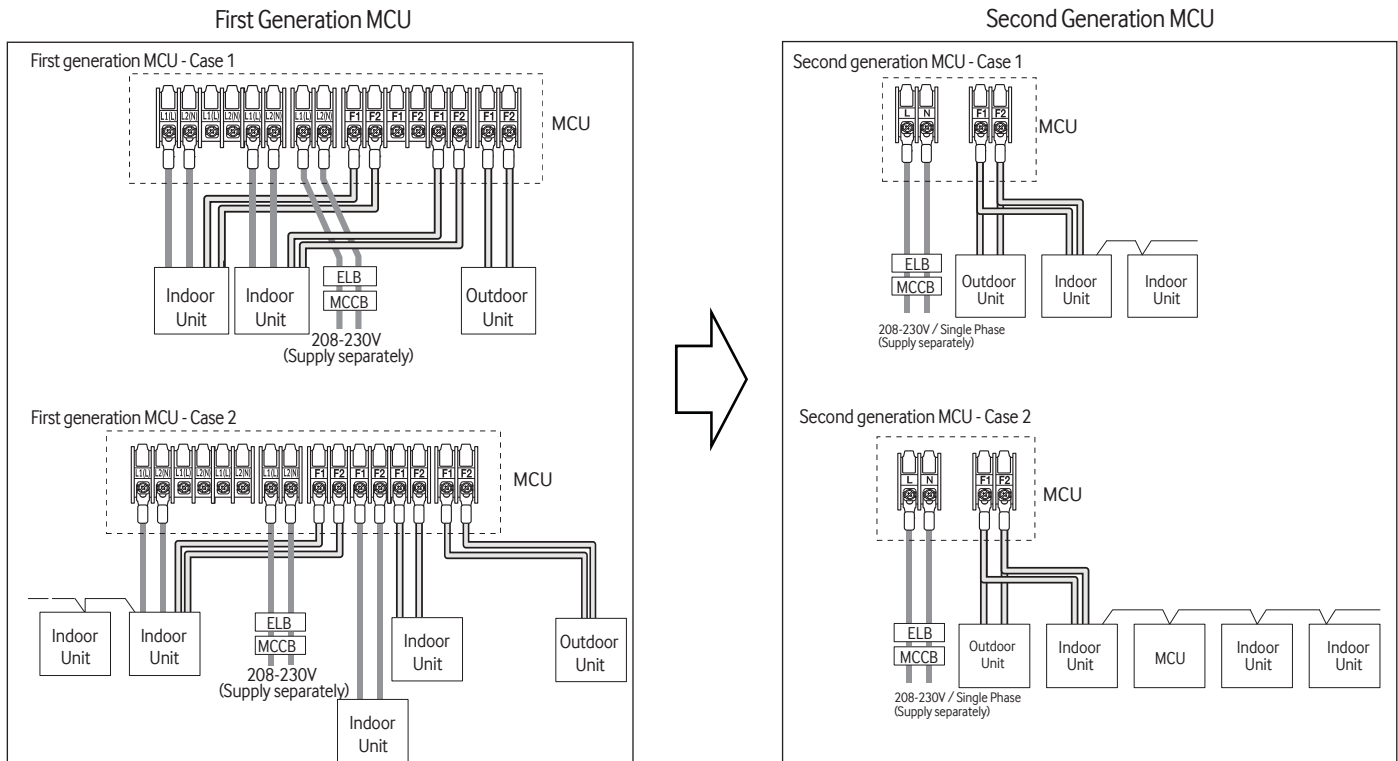 First Generation MCU
First generation MCU - Case 1
L1(L) L2(N) L1(L) L2(N) L1(L) L2(N) L1(L) L2(N) F1 F2 F1 F2 F1 F2 F1 F2
MCU
Indoor
Unit
Indoor
Unit
ELB
MCCB
208-230V
(Supply separately)
Outdoor
Unit
First generation MCU - Case 2
L1(L) L2(N) L1(L) L2(N) L1(L) L2(N) L1(L) L2(N) F1 F2 F1 F2 F1 F2 F1 F2
MCU
Indoor
Unit
Indoor
Unit
ELB
MCCB
208-230V
(Supply separately)
Indoor
Unit
Indoor
Unit
Outdoor
Unit
Second Generation MCU
Second generation MCU - Case 1
L N F1 F2
MCU
ELB
MCCB
208-230V / Single Phase
(Supply separately)
Outdoor
Unit
Indoor
Unit
Indoor
Unit
Second generation MCU - Case 2
L N F1 F2
MCU
ELB
MCCB
208-230V / Single Phase
(Supply separately)
Outdoor
Unit
Indoor
Unit
MCU
Indoor
Unit
Indoor
Unit